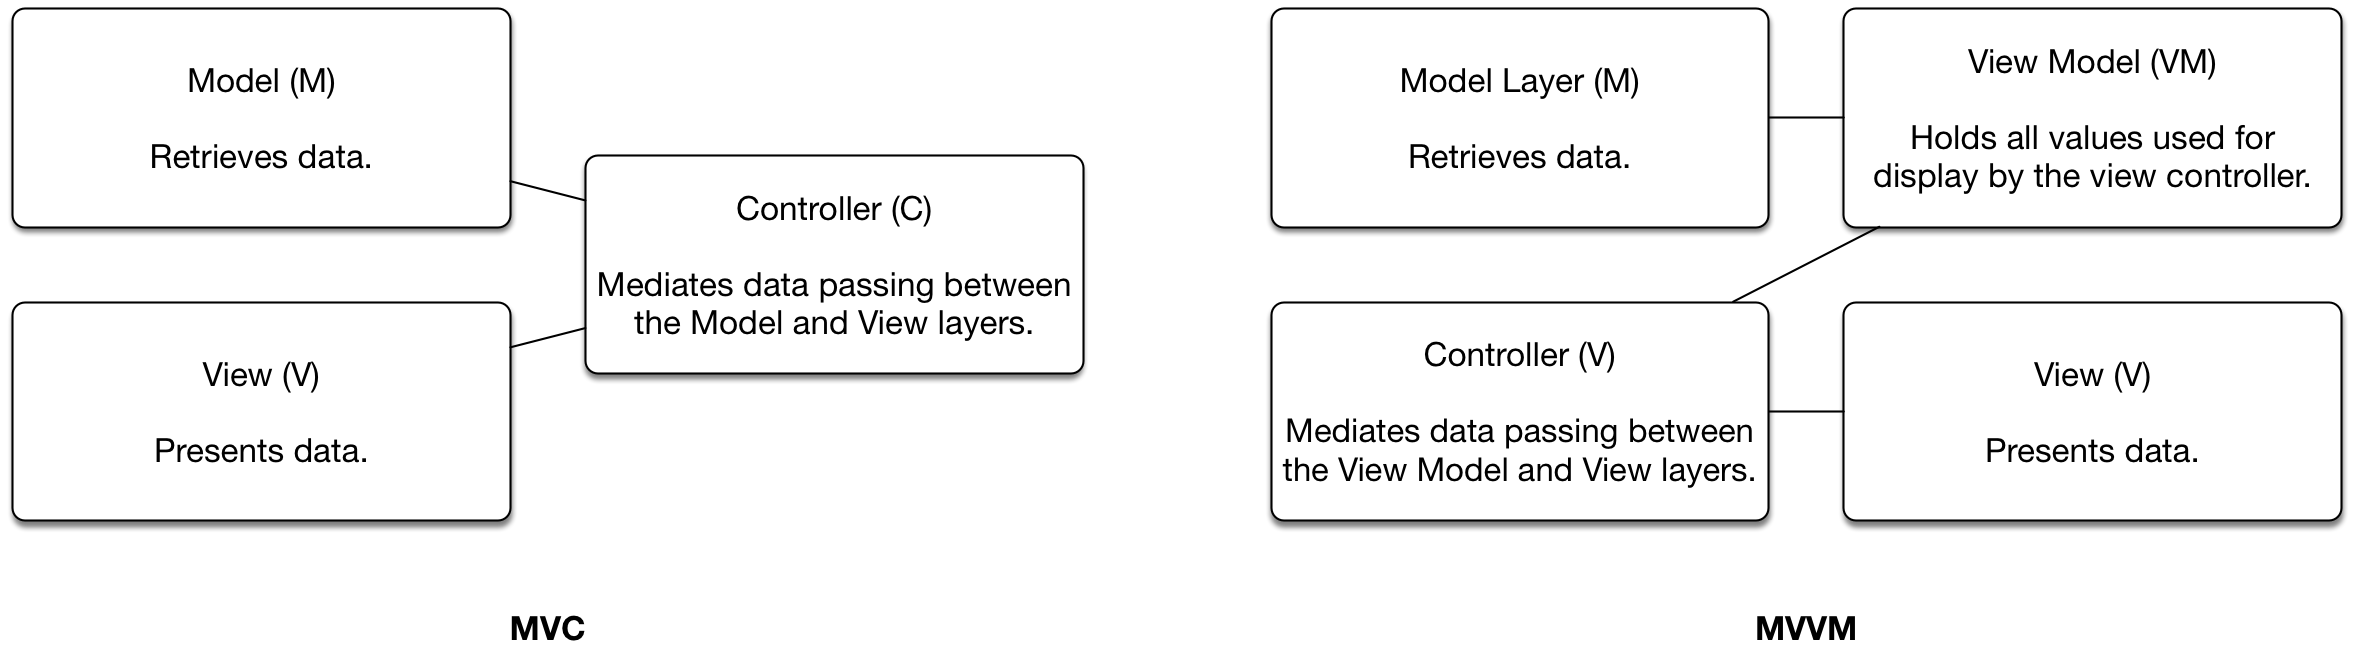 Model (M)
Retrieves data.
View (V)
Presents data.
Controller (C)
Mediates data passing between
the Model and View layers.
MVC
Model Layer (M)
Retrieves data.
View Model (VM)
Holds all values used for
display by the view controller.
Controller (V)
Mediates data passing between
the View Model and View layers.
View (V)
Presents data.
MVVM